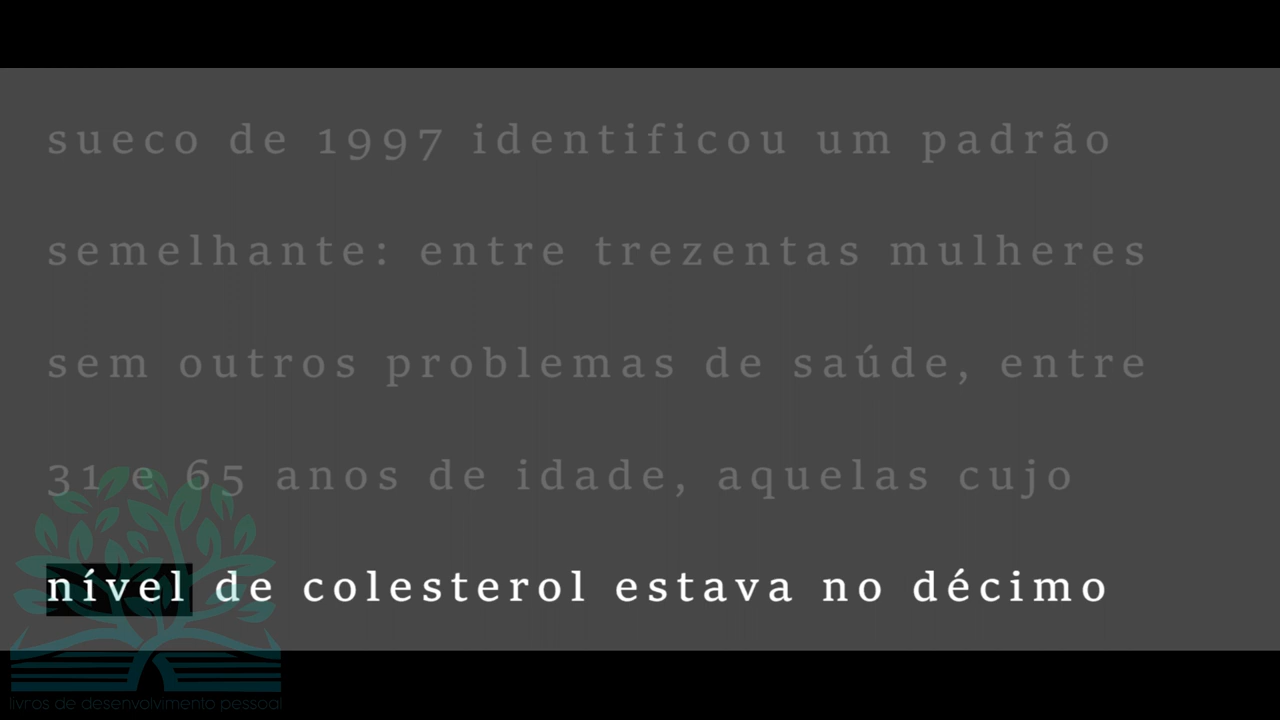 sueco de 1997 identificou um padrão
semelhante: entre trezentas mulheres
sem outros problemas de saúde, entre
31 e 65 anos de idade, aquelas cujo
nível de colesterol estava no décimo
livros de desenvolvimento pessoal